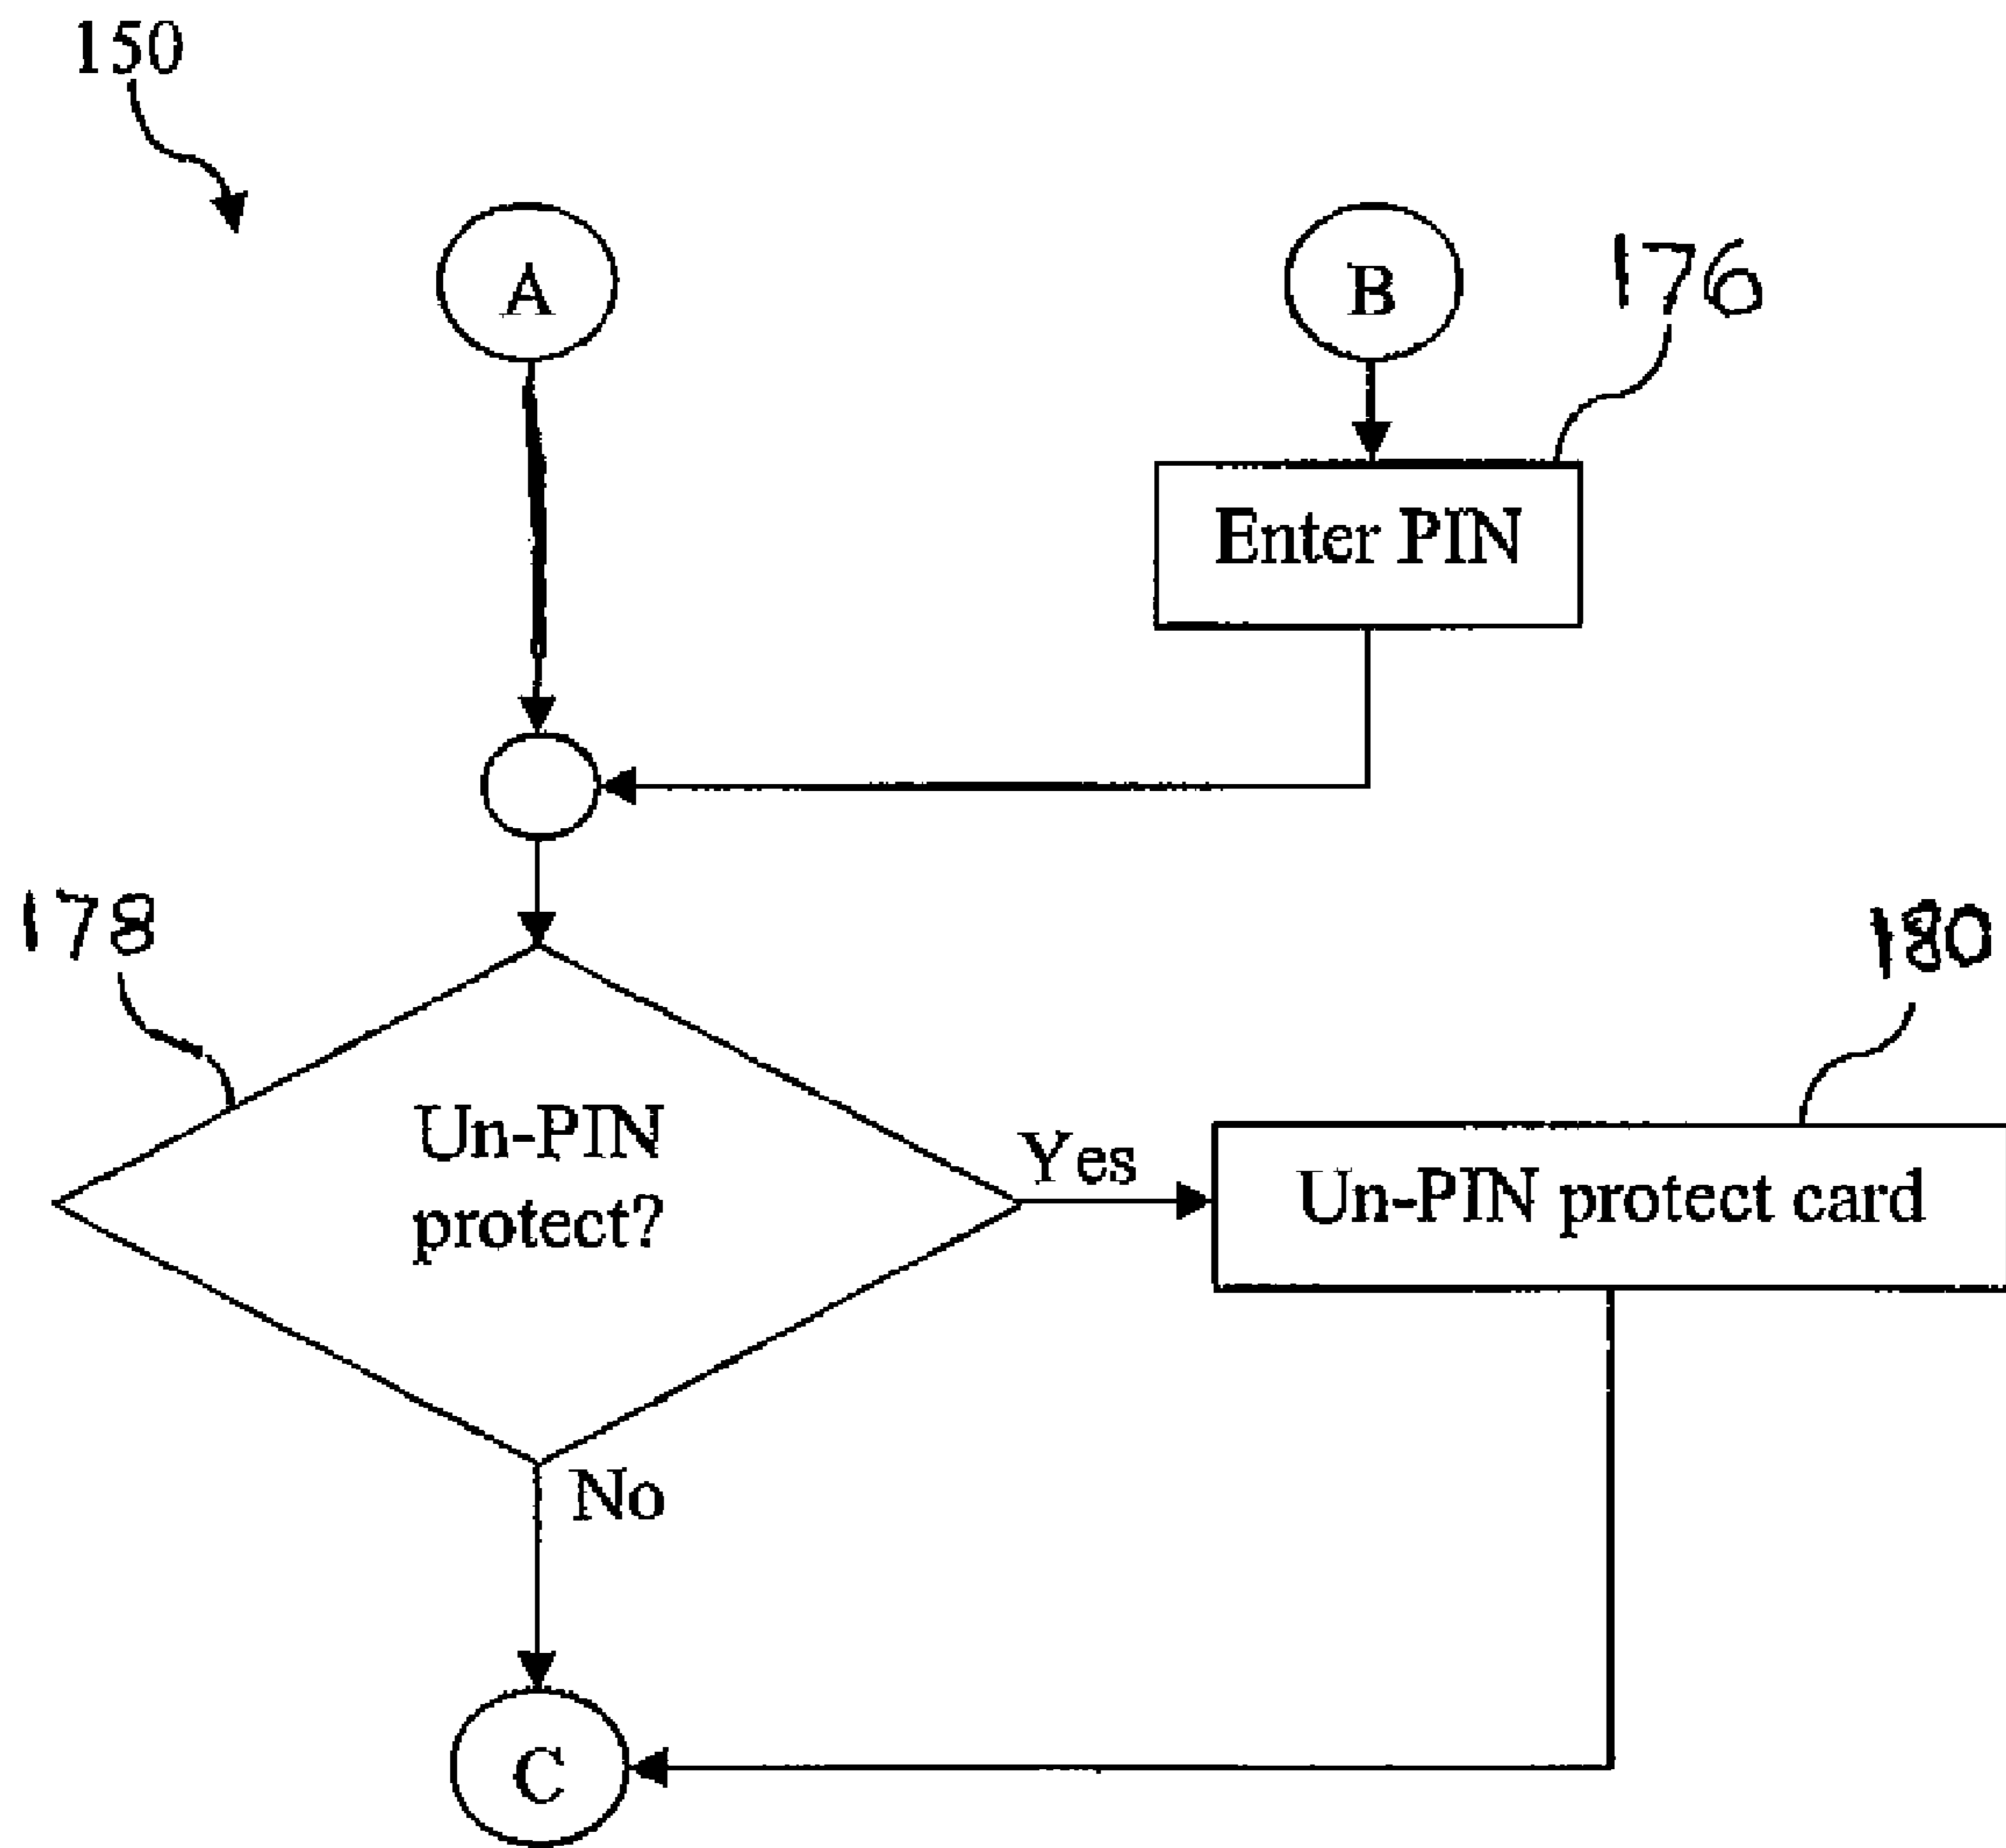 150
A
B
176
Enter PIN
178
180
Un-PIN
protect?
Yes
Un-PIN protect card
No
C